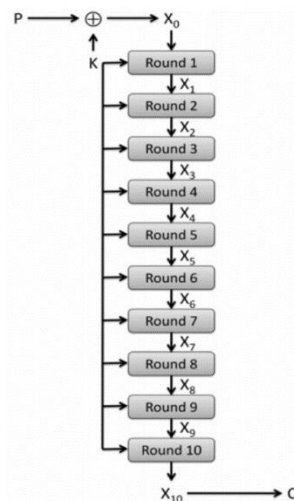 P ⊕ X₀
K
Round 1
X₁
Round 2
X₂
Round 3
X₃
Round 4
X₄
Round 5
X₅
Round 6
X₆
Round 7
X₇
Round 8
X₈
Round 9
X₉
Round 10
X₁₀ C